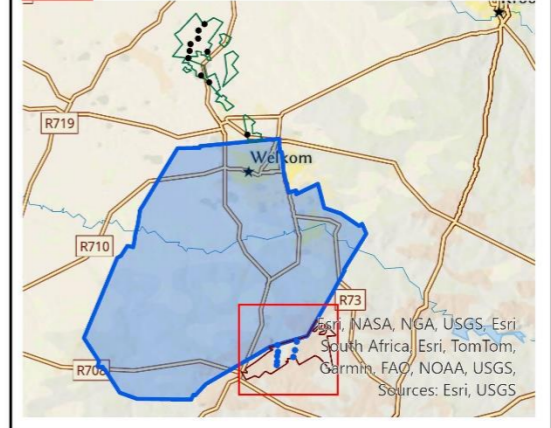 R719
Welkom
R710
R73
R708
Esri, NASA, NGA, USGS, Esri
South Africa, Esri, TomTom,
Garmin, FAO, NOAA, USGS,
Sources: Esri, USGS